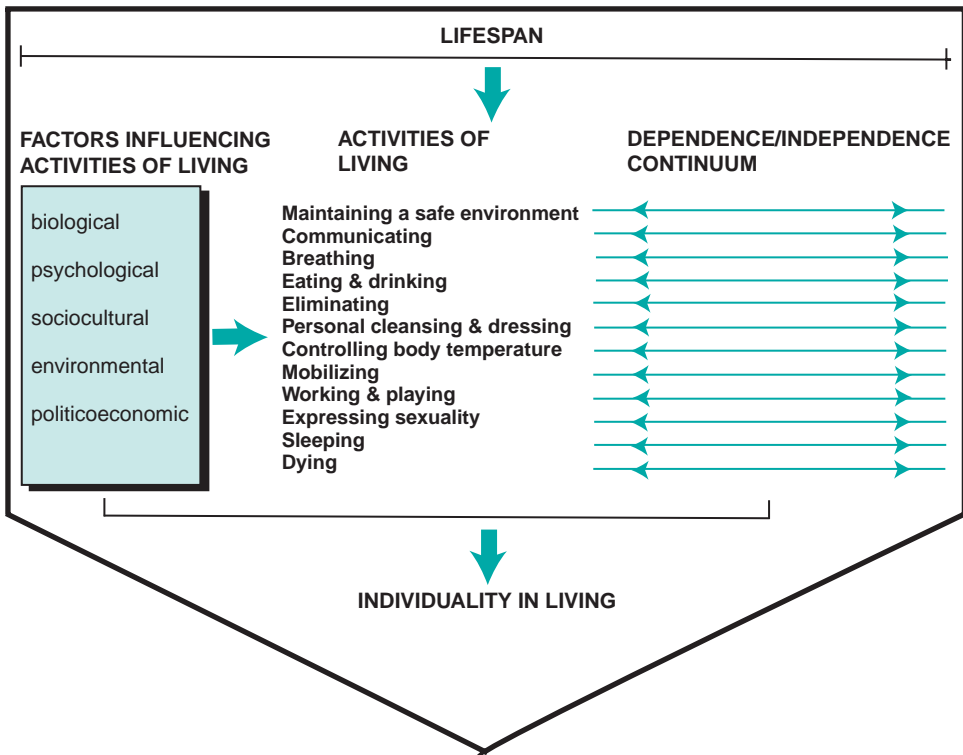 LIFESPAN
FACTORS INFLUENCING
ACTIVITIES OF LIVING
biological
psychological
sociocultural
environmental
politicoeconomic
ACTIVITIES OF
LIVING
Maintaining a safe environment
Communicating
Breathing
Eating & drinking
Eliminating
Personal cleansing & dressing
Controlling body temperature
Mobilizing
Working & playing
Expressing sexuality
Sleeping
Dying
DEPENDENCE/INDEPENDENCE
CONTINUUM
INDIVIDUALITY IN LIVING